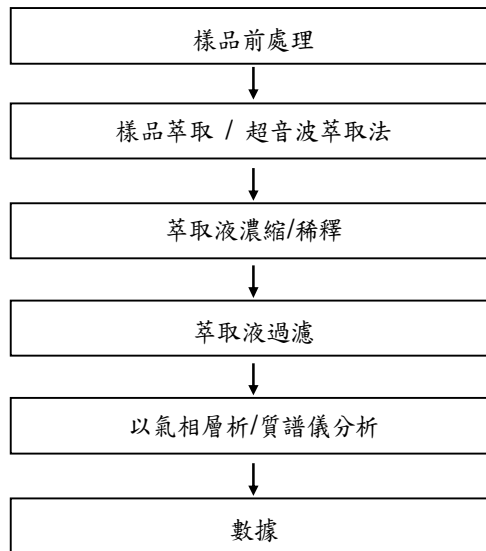 樣品前處理
樣品萃取 / 超音波萃取法
萃取液濃縮/稀釋
萃取液過濾
以氣相層析/質譜儀分析
數據